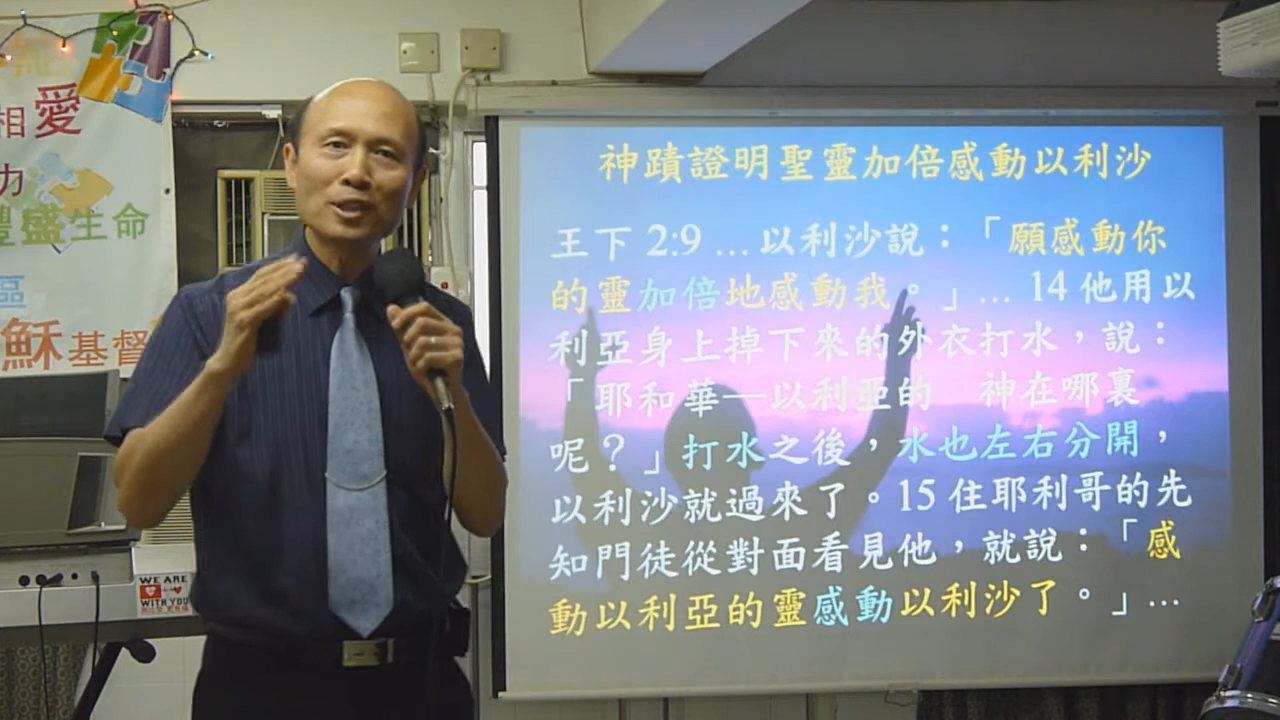 相愛
力
豐盛生命
區
穌基督
WE ARE
WITH YOU
神蹟證明聖靈加倍感動以利沙
王下 2:9 ... 以利沙說：「願感動你
的靈加倍地感動我。」... 14 他用以
利亞身上掉下來的外衣打水，說：
「耶和華—以利亞的　神在哪裏
呢？」打水之後，水也左右分開，
以利沙就過來了。15 住耶利哥的先
知門徒從對面看見他，就說：「感
動以利亞的靈感動以利沙了。」...